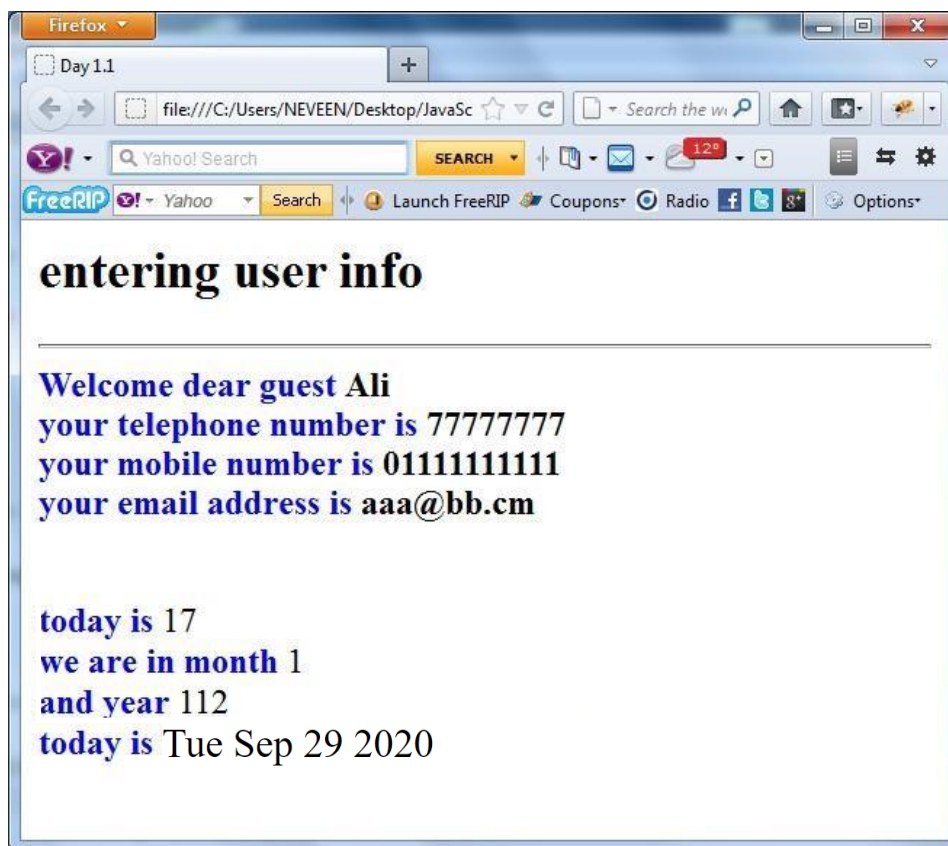 Firefox
Day 1.1
file:///C:/Users/NEVEEN/Desktop/JavaSc
Search the
Y! Yahoo! Search SEARCH 12°
FreeRIP Y! Yahoo Search Launch FreeRIP Coupons Radio Options
entering user info
Welcome dear guest Ali
your telephone number is 77777777
your mobile number is 01111111111
your email address is aaa@bb.cm
today is 17
we are in month 1
and year 112
today is Tue Sep 29 2020